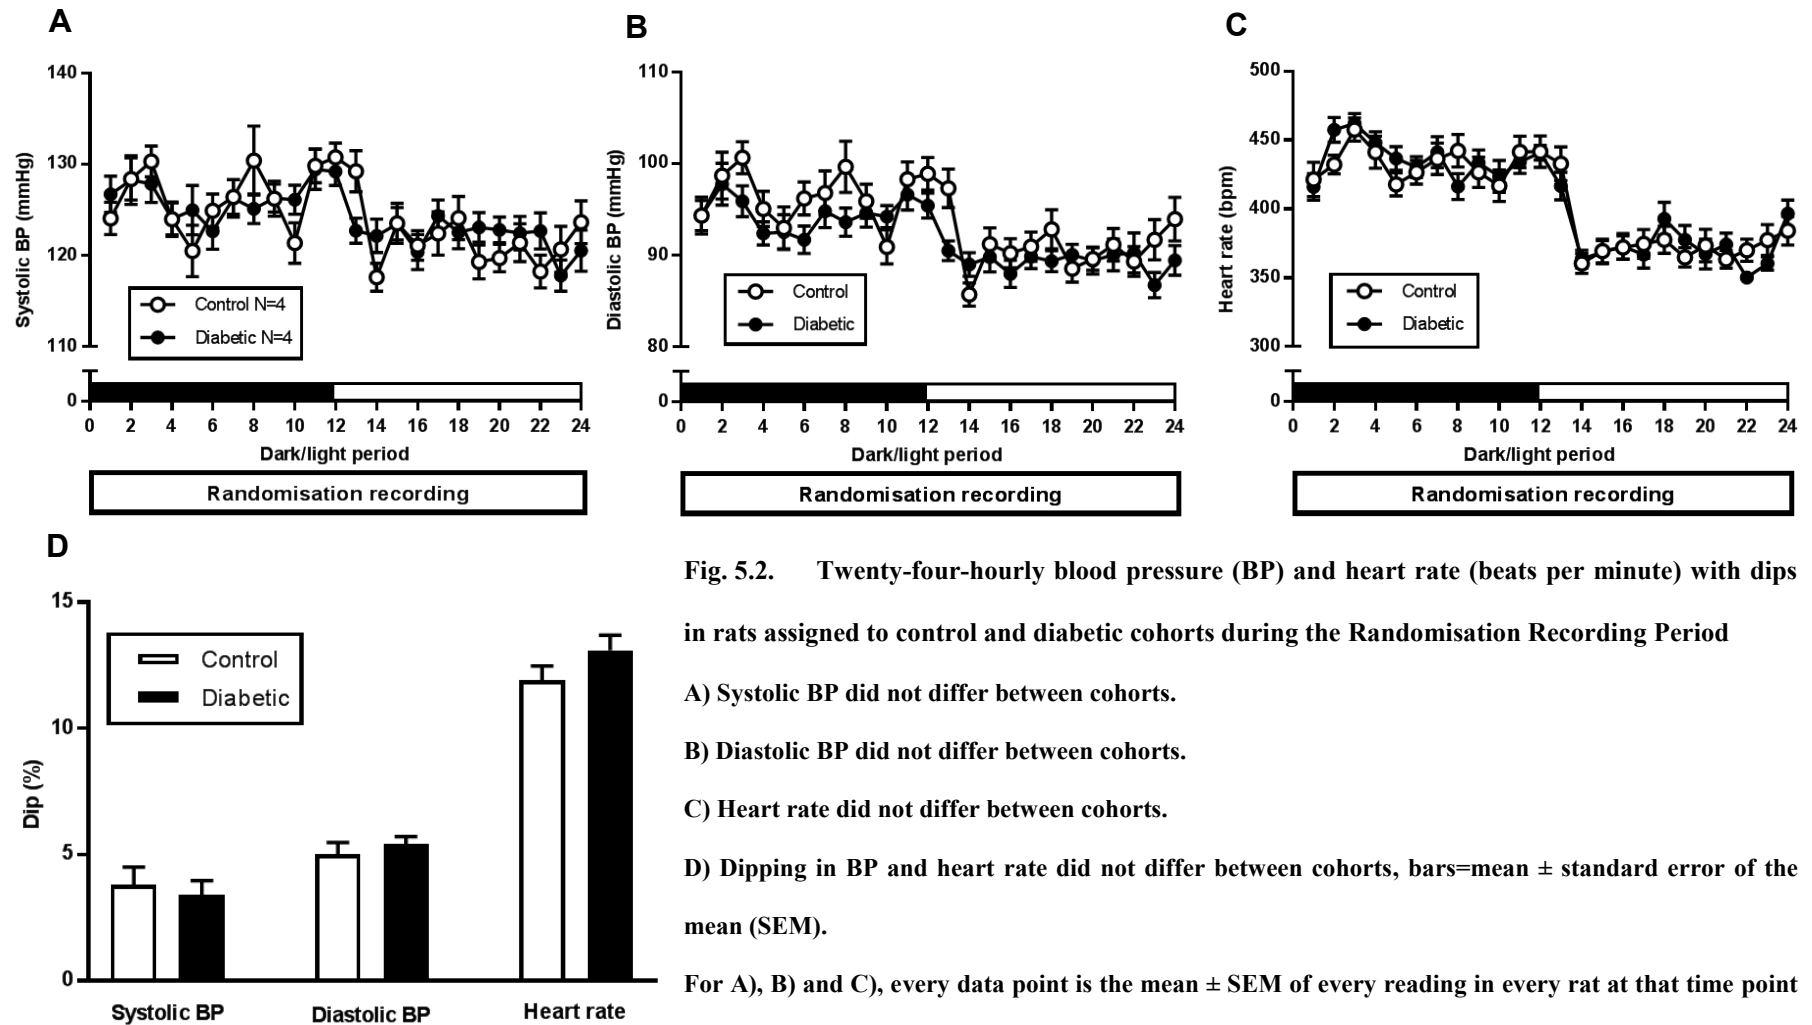 A
140
130
120
110
0
Systolic BP (mmHg)
Control N=4
Diabetic N=4
0 2 4 6 8 10 12 14 16 18 20 22 24
Dark/light period
Randomisation recording
B
110
100
90
80
0
Diastolic BP (mmHg)
Control
Diabetic
0 2 4 6 8 10 12 14 16 18 20 22 24
Dark/light period
Randomisation recording
C
500
450
400
350
300
0
Heart rate (bpm)
Control
Diabetic
0 2 4 6 8 10 12 14 16 18 20 22 24
Dark/light period
Randomisation recording
D
15
10
5
0
Dip (%)
Control
Diabetic
Systolic BP
Diastolic BP
Heart rate
Fig. 5.2. Twenty-four-hourly blood pressure (BP) and heart rate (beats per minute) with dips
in rats assigned to control and diabetic cohorts during the Randomisation Recording Period
A) Systolic BP did not differ between cohorts.
B) Diastolic BP did not differ between cohorts.
C) Heart rate did not differ between cohorts.
D) Dipping in BP and heart rate did not differ between cohorts, bars=mean ± standard error of the
mean (SEM).
For A), B) and C), every data point is the mean ± SEM of every reading in every rat at that time point